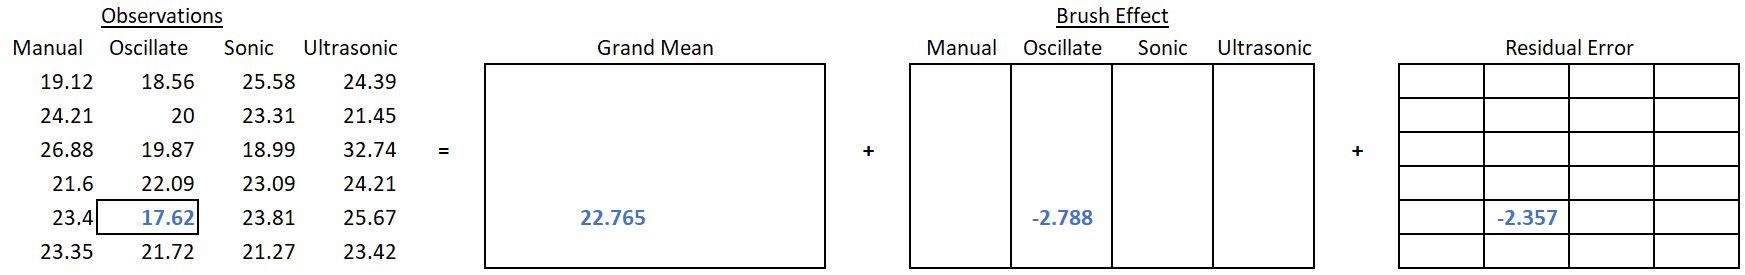 Observations Brush Effect
Manual Oscillate Sonic Ultrasonic Grand Mean Manual Oscillate Sonic Ultrasonic Residual Error
19.12 18.56 25.58 24.39
24.21 20 23.31 21.45
26.88 19.87 18.99 32.74 = + +
21.6 22.09 23.09 24.21
23.4 17.62 23.81 25.67 22.765 -2.788 -2.357
23.35 21.72 21.27 23.42